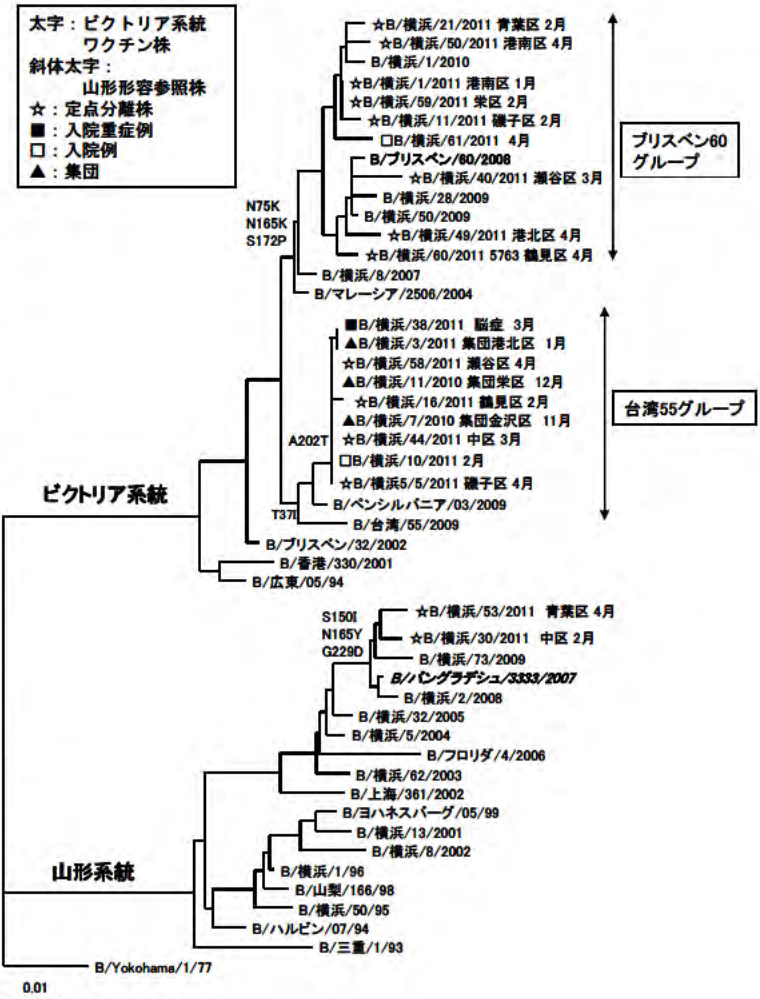 太字：ビクトリア系統
ワクチン株
斜体太字：
山形形容参照株
☆：定点分離株
■：入院重症例
□：入院例
▲：集団
☆B/横浜/21/2011 青葉区 2月
☆B/横浜/50/2011 港南区 4月
B/横浜/1/2010
☆B/横浜/1/2011 港南区 1月
☆B/横浜/59/2011 栄区 2月
☆B/横浜/11/2011 磯子区 2月
□B/横浜/61/2011 4月
B/ブリスベン/60/2008
☆B/横浜/40/2011 瀬谷区 3月
B/横浜/28/2009
B/横浜/50/2009
☆B/横浜/49/2011 港北区 4月
☆B/横浜/60/2011 5763 鶴見区 4月
ブリスベン60
グループ
N75K
N165K
S172P
B/横浜/8/2007
B/マレーシア/2506/2004
■B/横浜/38/2011 脳症 3月
▲B/横浜/3/2011 集団港北区 1月
☆B/横浜/58/2011 瀬谷区 4月
▲B/横浜/11/2010 集団栄区 12月
☆B/横浜/16/2011 鶴見区 2月
▲B/横浜/7/2010 集団金沢区 11月
☆B/横浜/44/2011 中区 3月
□B/横浜/10/2011 2月
☆B/横浜5/5/2011 磯子区 4月
台湾55グループ
A202T
B/ペンシルバニア/03/2009
T37I
B/台湾/55/2009
ビクトリア系統
B/ブリスベン/32/2002
B/香港/330/2001
B/広東/05/94
S150I
N165Y
G229D
☆B/横浜/53/2011 青葉区 4月
☆B/横浜/30/2011 中区 2月
B/横浜/73/2009
B/バングラデシュ/3333/2007
B/横浜/2/2008
B/横浜/32/2005
B/横浜/5/2004
B/フロリダ/4/2006
B/横浜/62/2003
B/上海/361/2002
B/ヨハネスバーグ/05/99
B/横浜/13/2001
B/横浜/8/2002
山形系統
B/横浜/1/96
B/山梨/166/98
B/横浜/50/95
B/ハルビン/07/94
B/三重/1/93
B/Yokohama/1/77
0.01